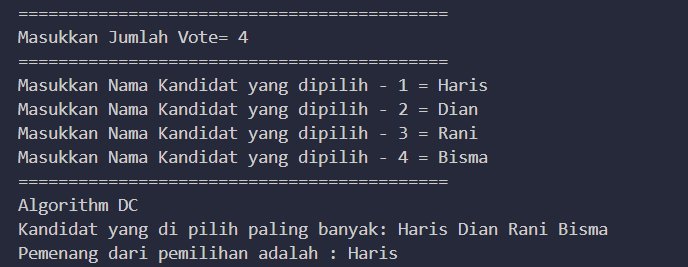 ===========================================
Masukkan Jumlah Vote= 4
===========================================
Masukkan Nama Kandidat yang dipilih - 1 = Haris
Masukkan Nama Kandidat yang dipilih - 2 = Dian
Masukkan Nama Kandidat yang dipilih - 3 = Rani
Masukkan Nama Kandidat yang dipilih - 4 = Bisma
===========================================
Algorithm DC
Kandidat yang di pilih paling banyak: Haris Dian Rani Bisma
Pemenang dari pemilihan adalah : Haris